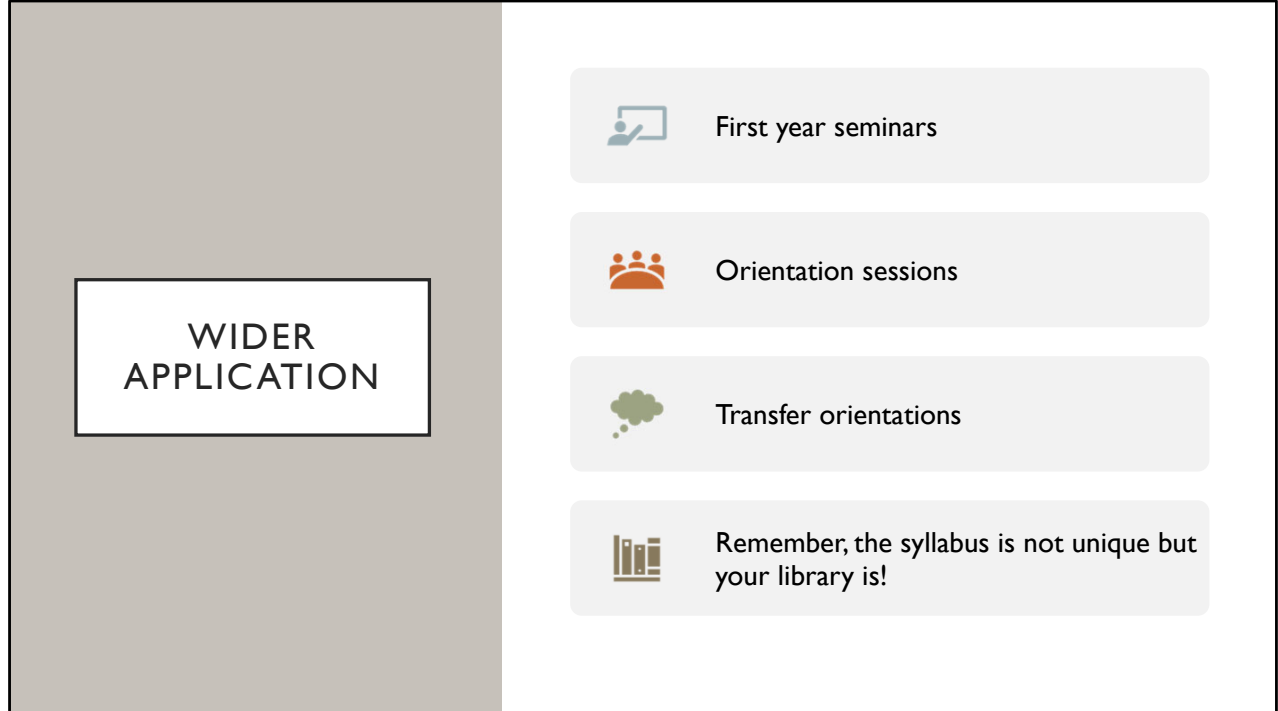 WIDER
APPLICATION
First year seminars
Orientation sessions
Transfer orientations
Remember, the syllabus is not unique but
your library is!